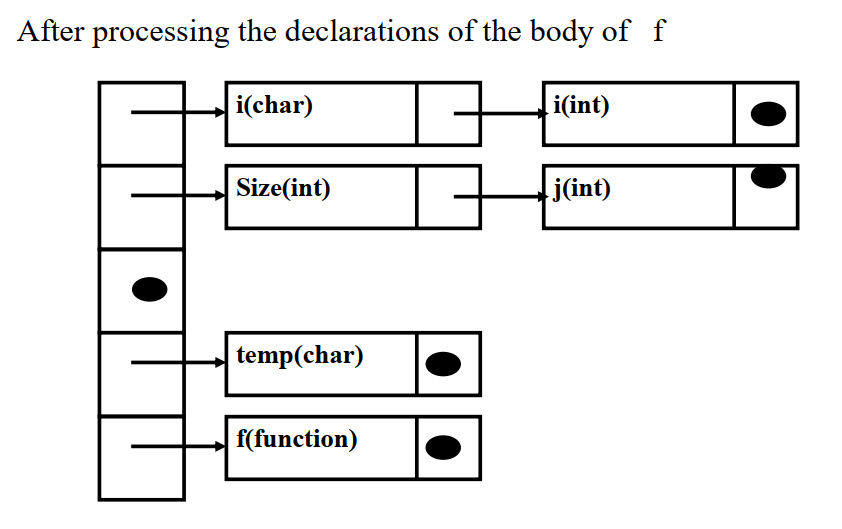 After processing the declarations of the body of f
i(char)
i(int)
Size(int)
j(int)
temp(char)
f(function)